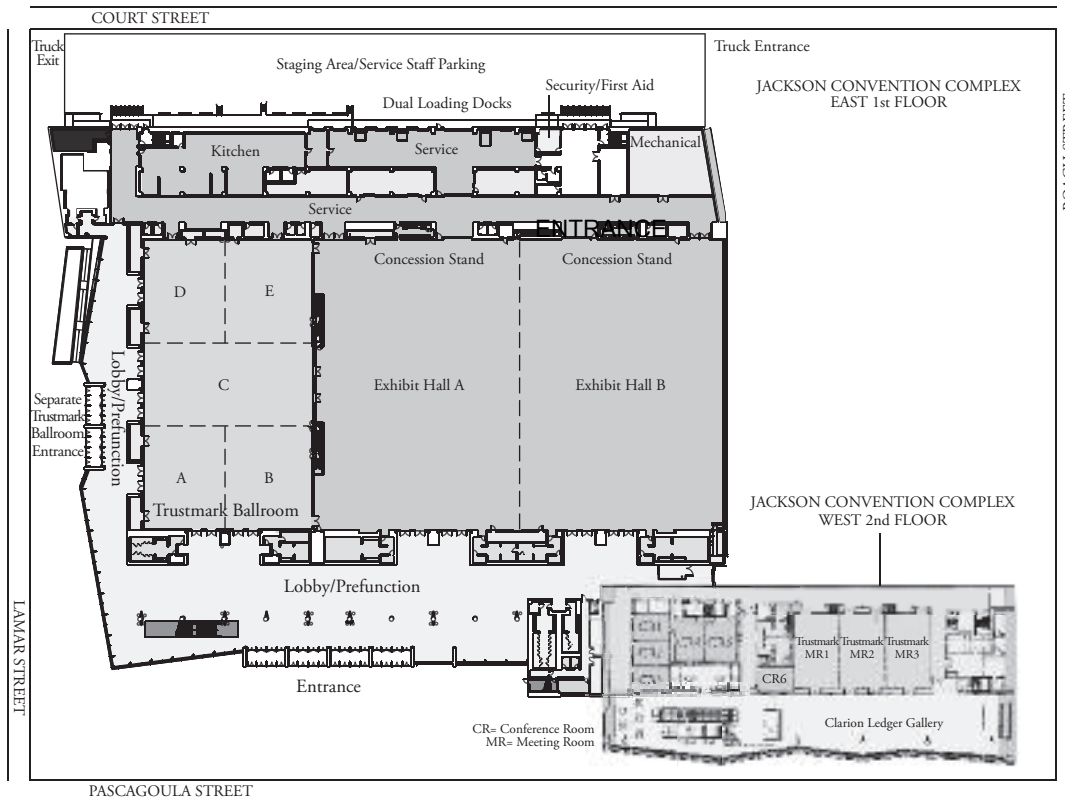 COURT STREET
Truck
Exit
Truck Entrance
Staging Area/Service Staff Parking
Security/First Aid
JACKSON CONVENTION COMPLEX
EAST 1st FLOOR
Dual Loading Docks
Kitchen
Service
Mechanical
Service
ENTRANCE
Concession Stand
Concession Stand
D
E
Lobby/Prefunction
C
Exhibit Hall A
Exhibit Hall B
Separate
Trustmark
Ballroom
Entrance
A
B
Trustmark Ballroom
JACKSON CONVENTION COMPLEX
WEST 2nd FLOOR
Lobby/Prefunction
LAMAR STREET
Trustmark
MR1
Trustmark
MR2
Trustmark
MR3
CR6
Entrance
Clarion Ledger Gallery
CR= Conference Room
MR= Meeting Room
PASCAGOULA STREET